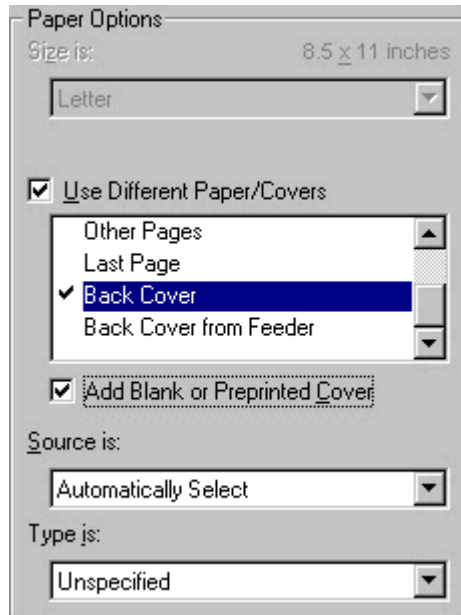 Paper Options
Size is: 8.5 x 11 inches
Letter
Use Different Paper/Covers
Other Pages
Last Page
Back Cover
Back Cover from Feeder
Add Blank or Preprinted Cover
Source is:
Automatically Select
Type is:
Unspecified